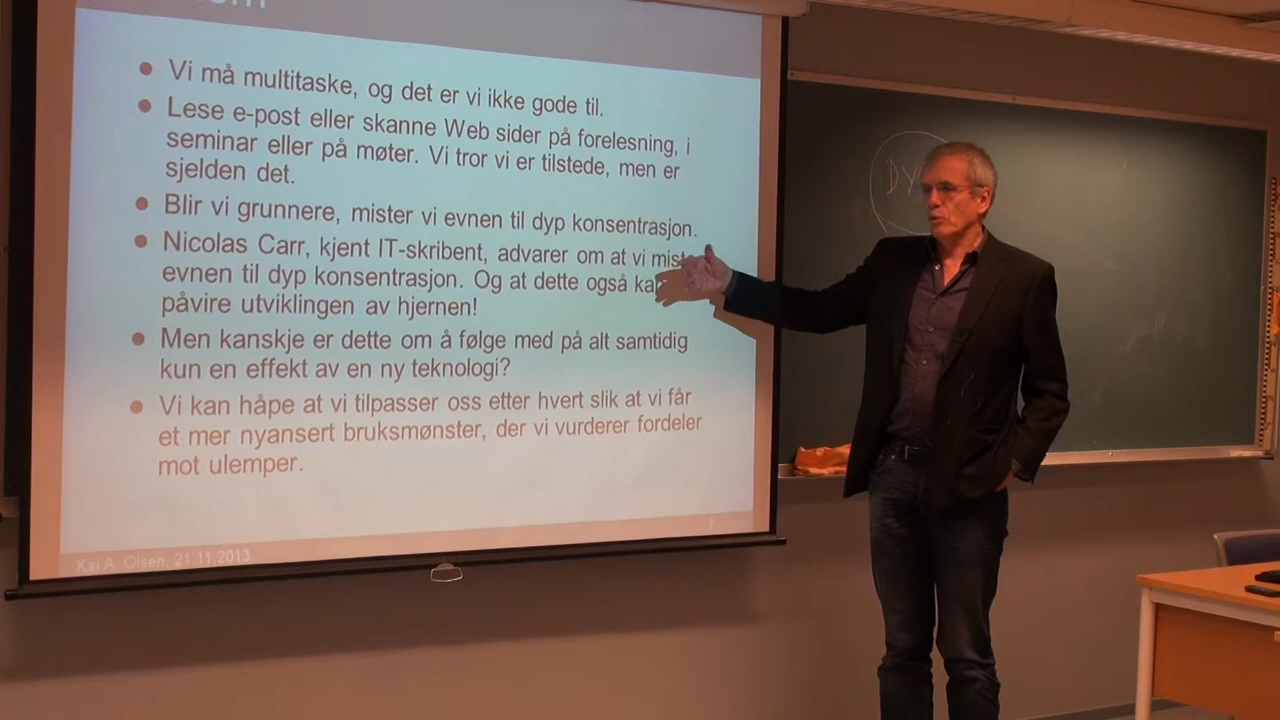 Vi må multitaske, og det er vi ikke gode til.
Lese e-post eller skanne Web sider på forelesning, i
seminar eller på møter. Vi tror vi er tilstede, men er
sjelden det.
Blir vi grunnere, mister vi evnen til dyp konsentrasjon.
Nicolas Carr, kjent IT-skribent, advarer om at vi
evnen til dyp konsentrasjon. Og at dette også
påvire utviklingen av hjernen!
Men kanskje er dette om å følge med på alt samtidig
kun en effekt av en ny teknologi?
Vi kan håpe at vi tilpasser oss etter hvert slik at vi får
et mer nyansert bruksmønster, der vi vurderer fordeler
mot ulemper.
Kai A. Olsen, 21.11.2013
7
DY